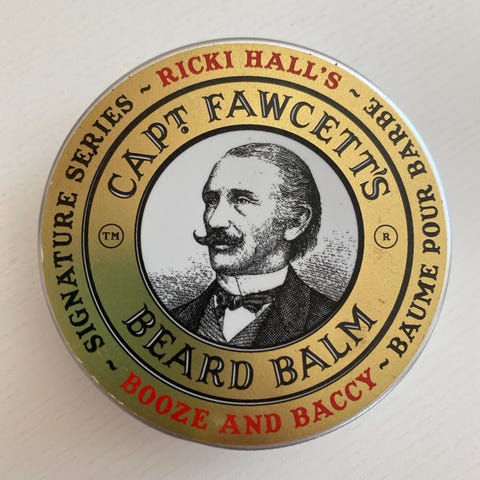 SIGNATURE SERIES ~ RICKI HALL'S ~ BAUME POUR BARBE ~
BOOZE AND BACCY ~
CAPT. FAWCETT'S
TM
R
BEARD BALM